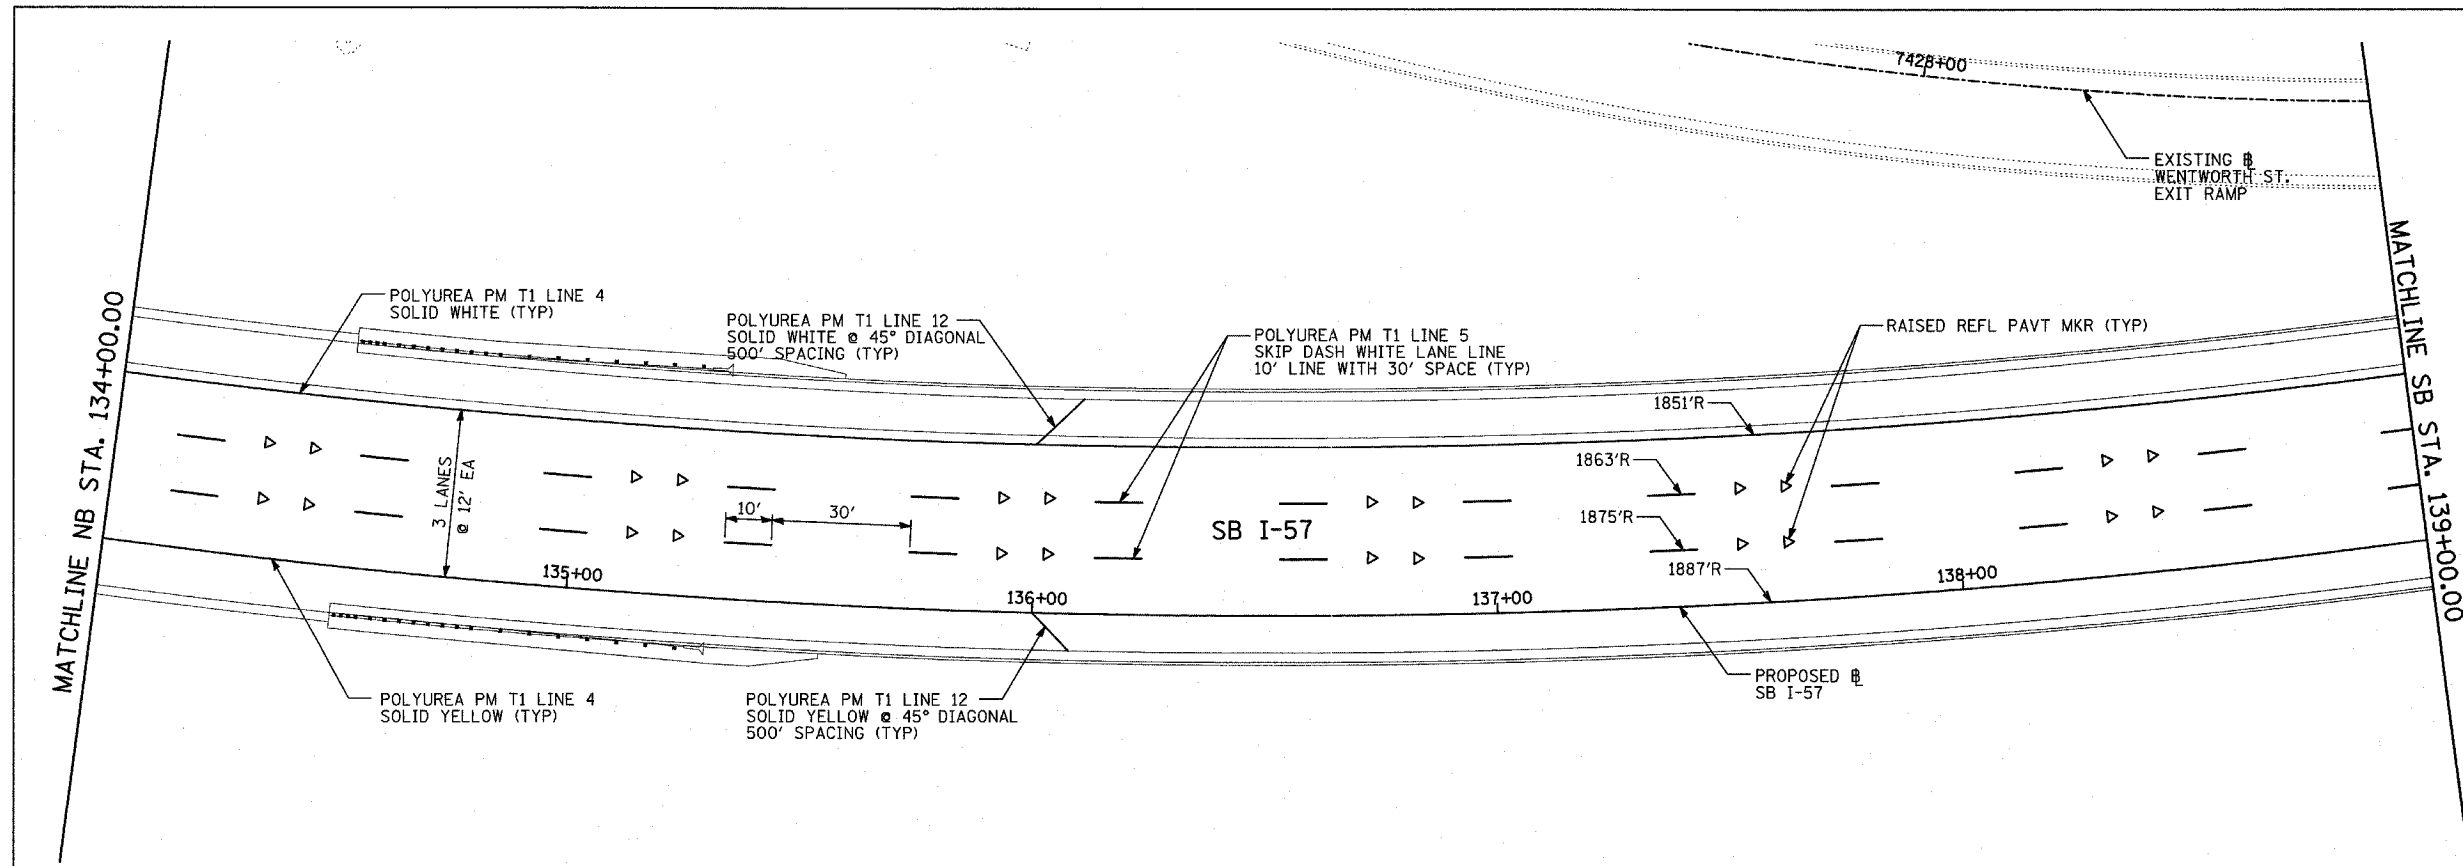 7428+00
EXISTING ⅊
WENTWORTH ST.
EXIT RAMP
MATCHLINE SB STA. 139+00.00
MATCHLINE NB STA. 134+00.00
POLYUREA PM T1 LINE 4
SOLID WHITE (TYP)
POLYUREA PM T1 LINE 12
SOLID WHITE @ 45° DIAGONAL
500' SPACING (TYP)
POLYUREA PM T1 LINE 5
SKIP DASH WHITE LANE LINE
10' LINE WITH 30' SPACE (TYP)
RAISED REFL PAVT MKR (TYP)
1851'R
1863'R
3 LANES
@ 12' EA
10'
30'
SB I-57
1875'R
1887'R
135+00
136+00
137+00
138+00
POLYUREA PM T1 LINE 4
SOLID YELLOW (TYP)
POLYUREA PM T1 LINE 12
SOLID YELLOW @ 45° DIAGONAL
500' SPACING (TYP)
PROPOSED ⅊
SB I-57